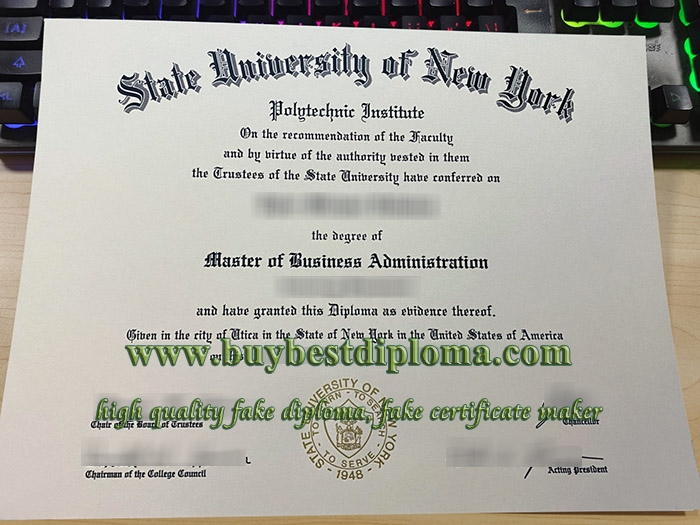 State University of New York
Polytechnic Institute
On the recommendation of the Faculty
and by virtue of the authority vested in them
the Trustees of the State University have conferred on
the degree of
Master of Business Administration
and have granted this Diploma as evidence thereof.
Given in the city of Utica in the State of New York in the United States of America
www.buybestdiploma.com
high quality fake diploma, fake certificate maker
STATE UNIVERSITY OF NEW YORK
TO LEARN - TO SEARCH
TO SERVE
1948
Chair of the Board of Trustees
Chancellor
Chairman of the College Council
Acting President